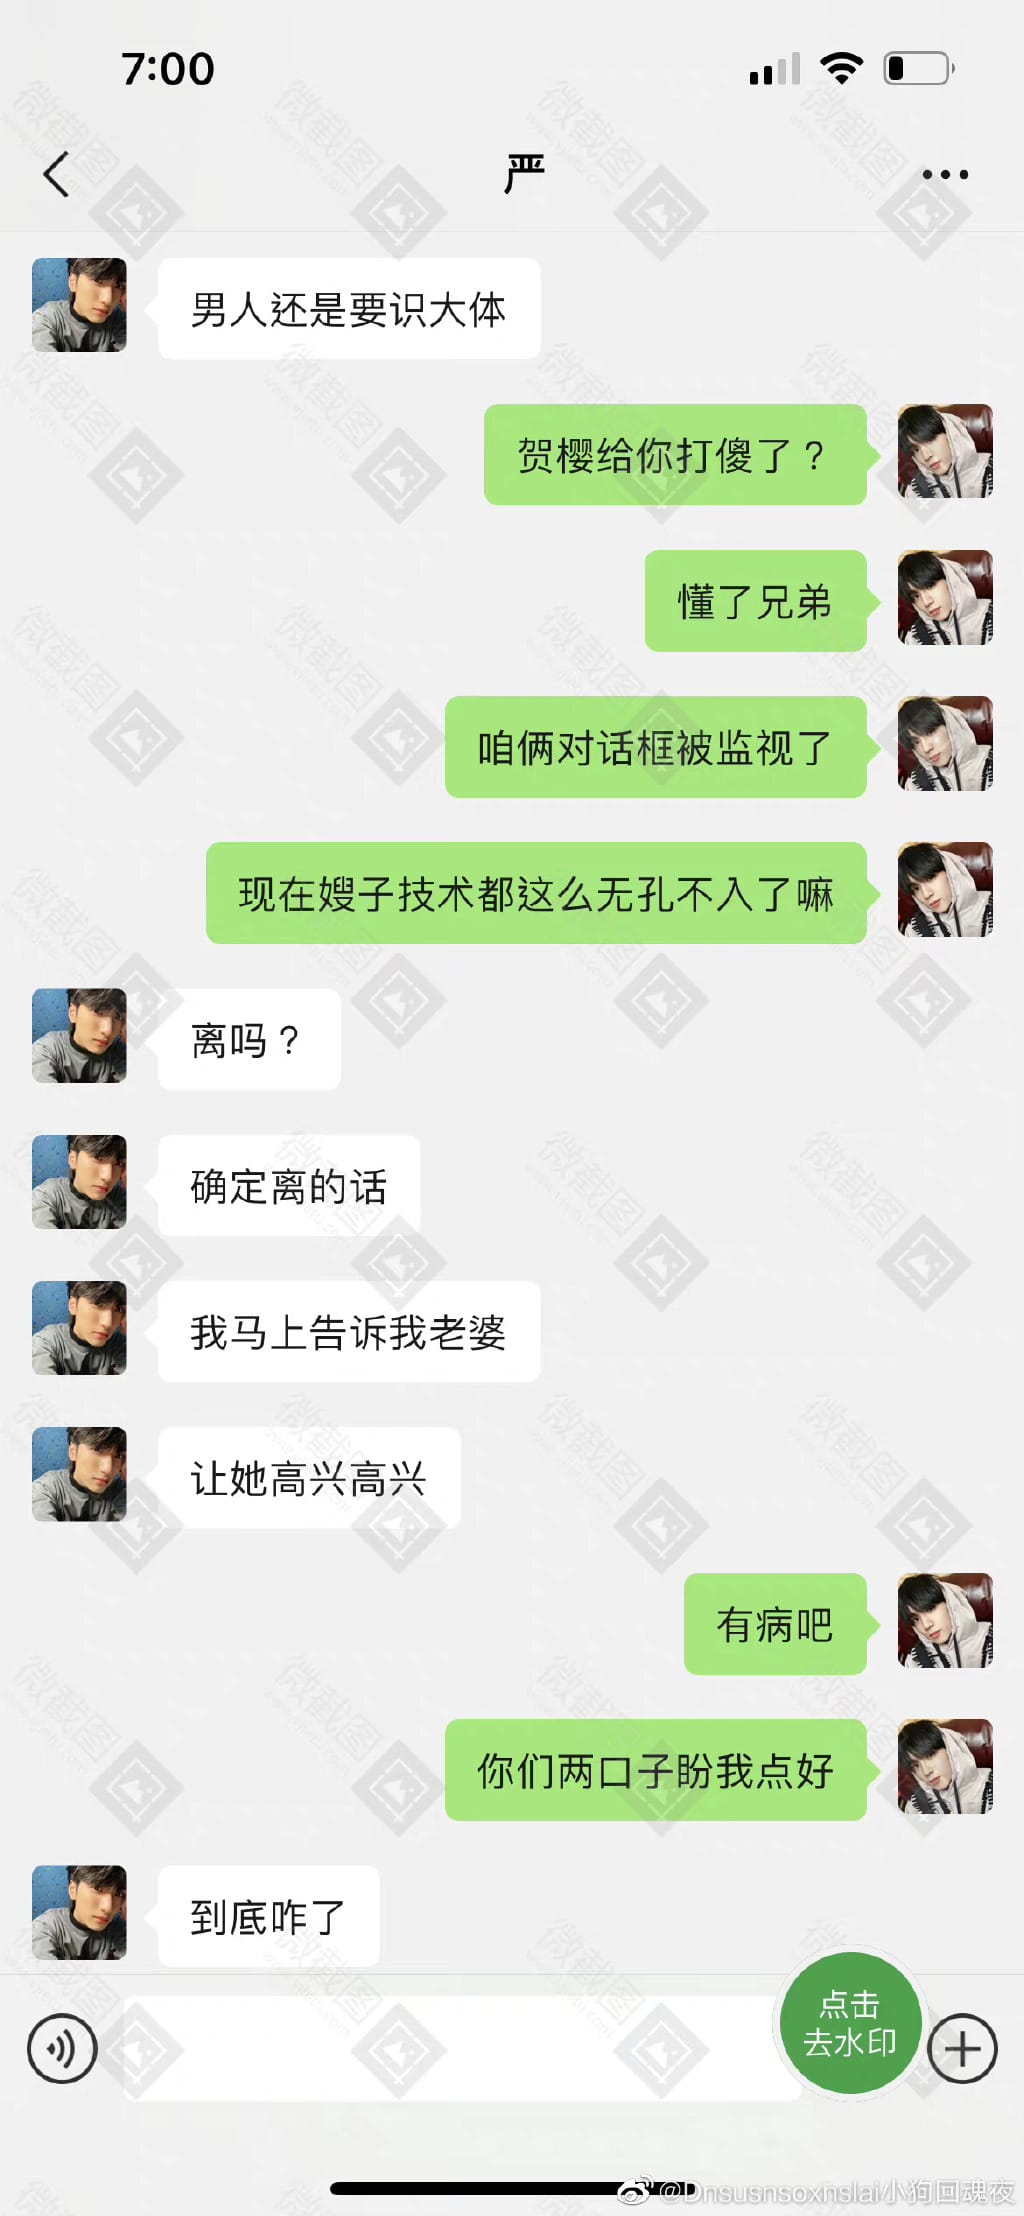 7:00
严
男人还是要识大体
贺樱给你打傻了？
懂了兄弟
咱俩对话框被监视了
现在嫂子技术都这么无孔不入了嘛
离吗？
确定离的话
我马上告诉我老婆
让她高兴高兴
有病吧
你们两口子盼我点好
到底咋了
点击
去水印
@Dnsusnsoxnslai小狗回魂夜
微截图